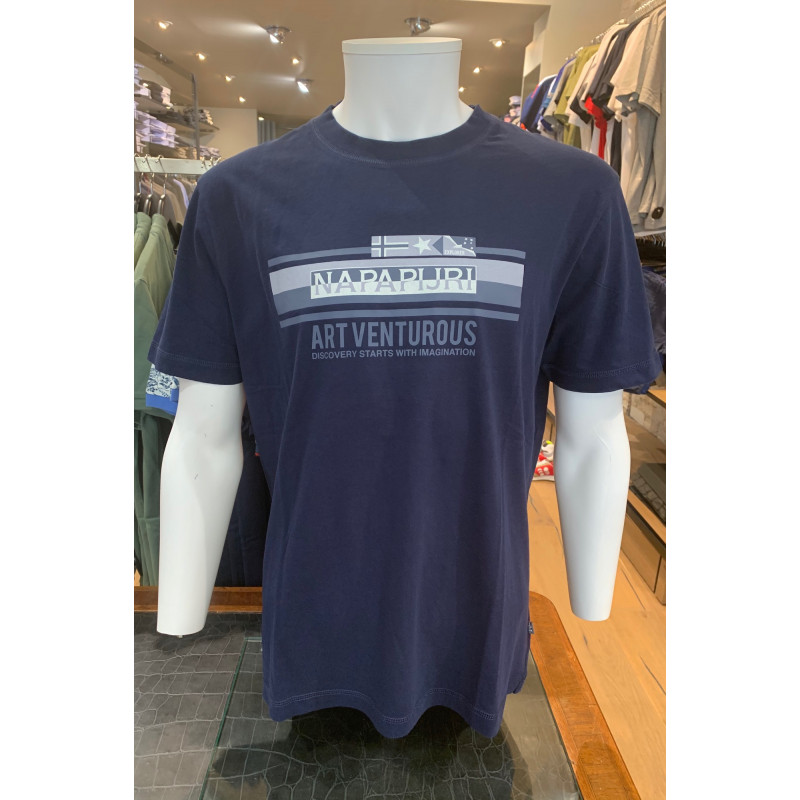 NAPAPIJRI
ART VENTUROUS
DISCOVERY STARTS WITH IMAGINATION